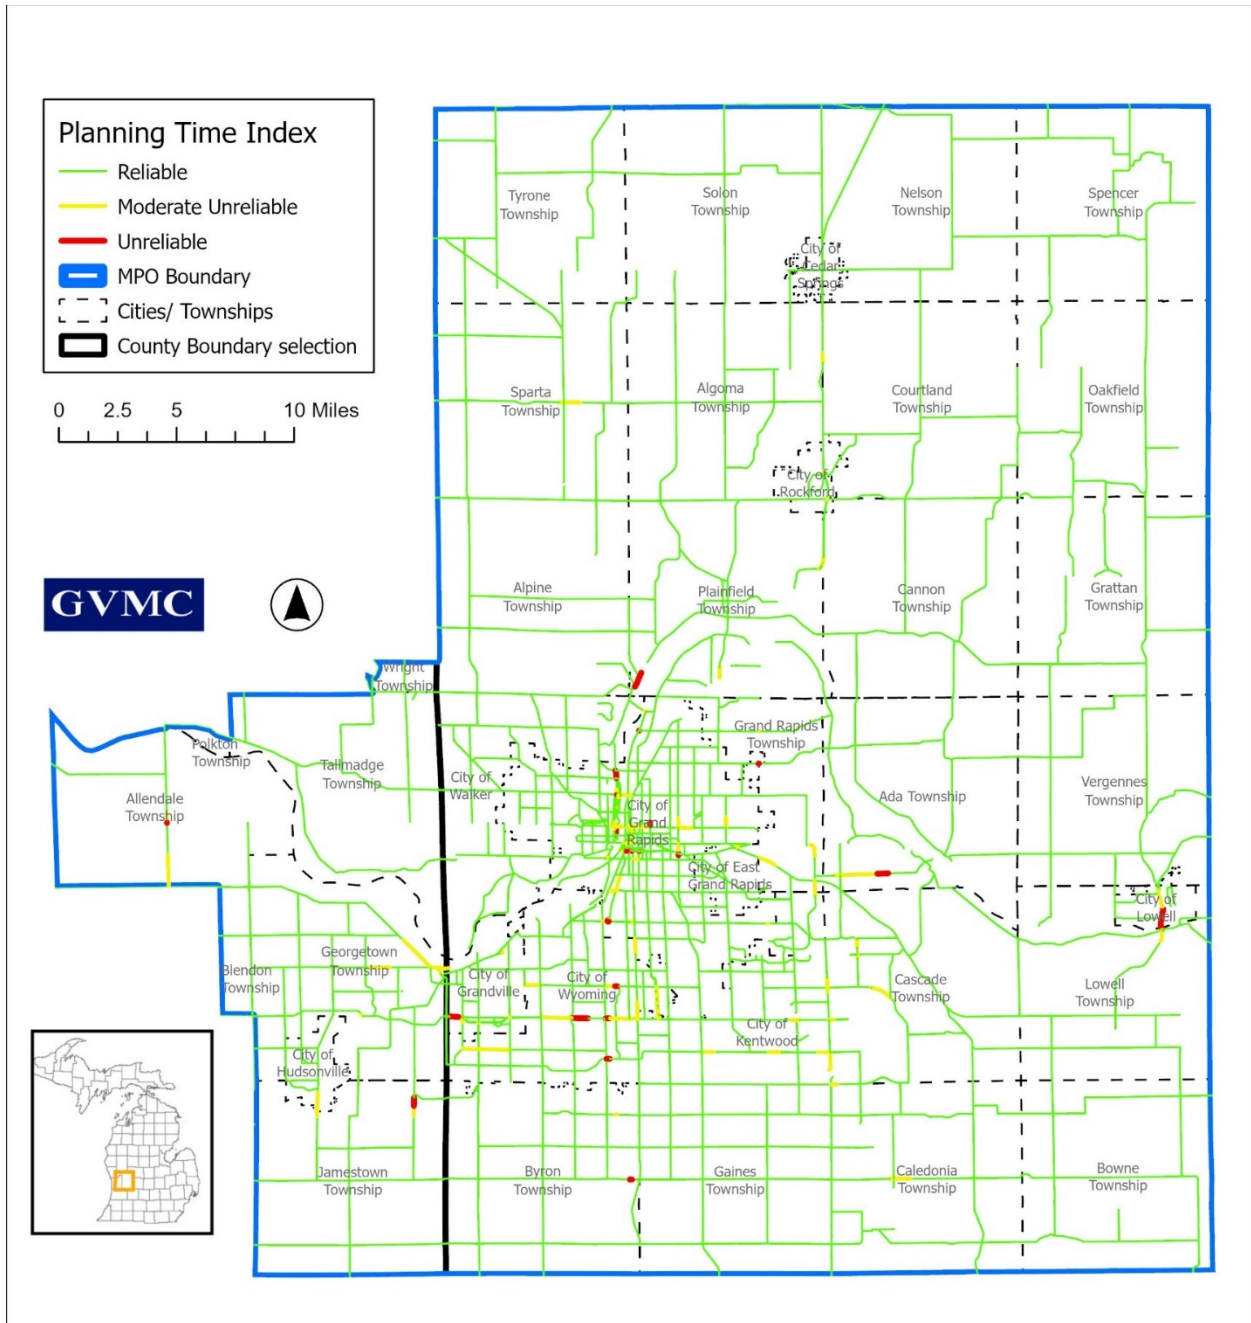 Planning Time Index
Reliable
Moderate Unreliable
Unreliable
MPO Boundary
Cities/ Townships
County Boundary selection
0 2.5 5 10 Miles
GVMC
Tyrone
Township
Solon
Township
Nelson
Township
Spencer
Township
City of
Cedar
Springs
Sparta
Township
Algoma
Township
Courtland
Township
Oakfield
Township
City of
Rockford
Alpine
Township
Plainfield
Township
Cannon
Township
Grattan
Township
Wright
Township
Polkton
Township
Tallmadge
Township
City of
Walker
Grand Rapids
Township
Allendale
Township
City of
Grand
Rapids
Ada Township
Vergennes
Township
City of East
Grand Rapids
City of
Lowell
Georgetown
Township
Blendon
Township
City of
Grandville
City of
Wyoming
Cascade
Township
Lowell
Township
City of
Kentwood
City of
Hudsonville
Jamestown
Township
Byron
Township
Gaines
Township
Caledonia
Township
Bowne
Township